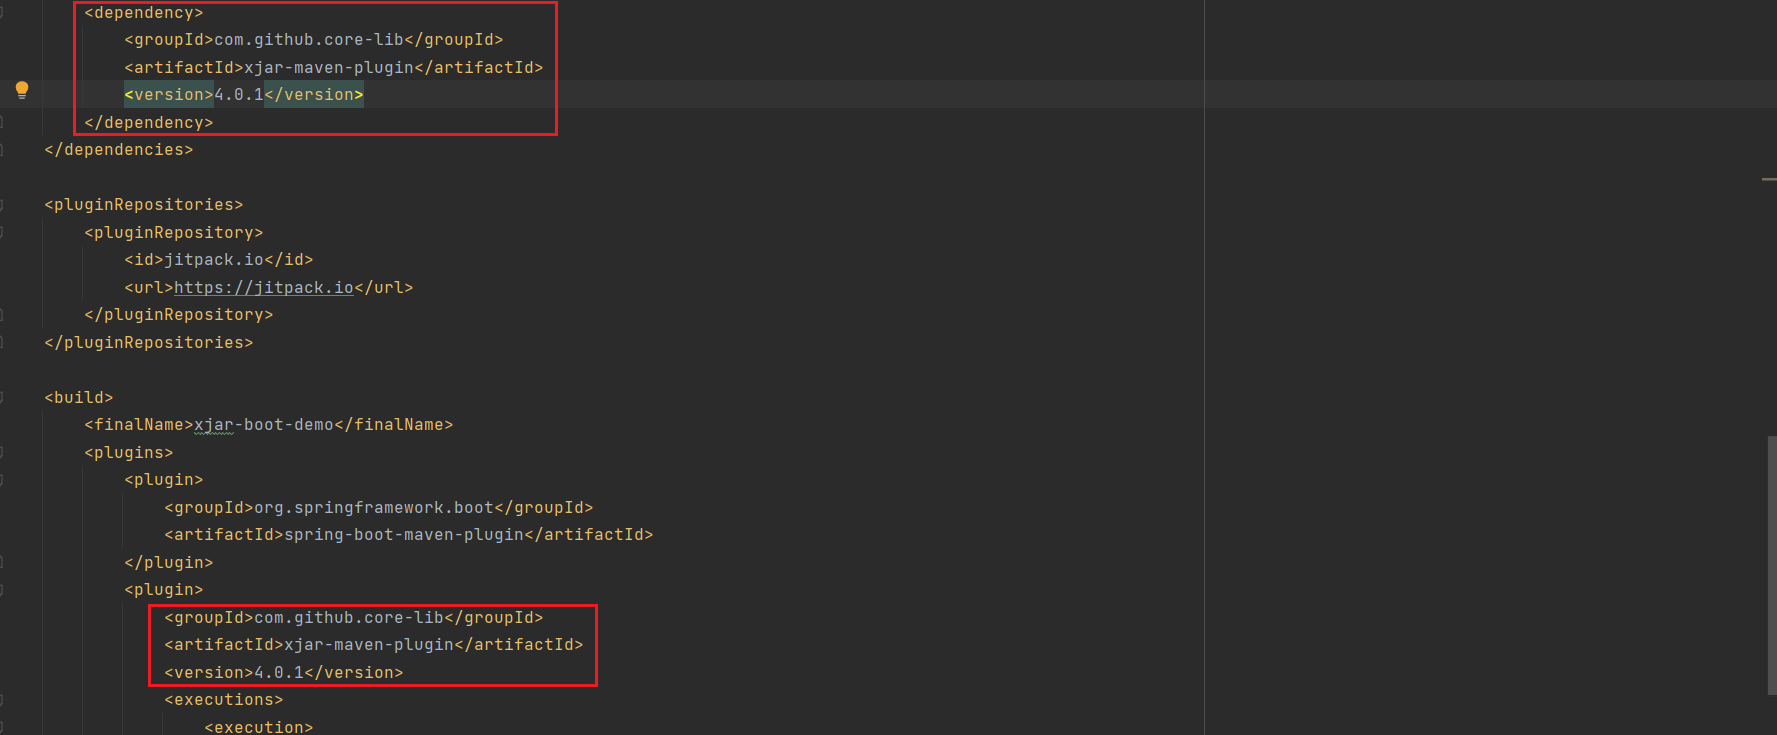 <dependency>
<groupId>com.github.core-lib</groupId>
<artifactId>xjar-maven-plugin</artifactId>
<version>4.0.1</version>
</dependency>
</dependencies>
<pluginRepositories>
<pluginRepository>
<id>jitpack.io</id>
<url>https://jitpack.io</url>
</pluginRepository>
</pluginRepositories>
<build>
<finalName>xjar-boot-demo</finalName>
<plugins>
<plugin>
<groupId>org.springframework.boot</groupId>
<artifactId>spring-boot-maven-plugin</artifactId>
</plugin>
<plugin>
<groupId>com.github.core-lib</groupId>
<artifactId>xjar-maven-plugin</artifactId>
<version>4.0.1</version>
<executions>
<execution>